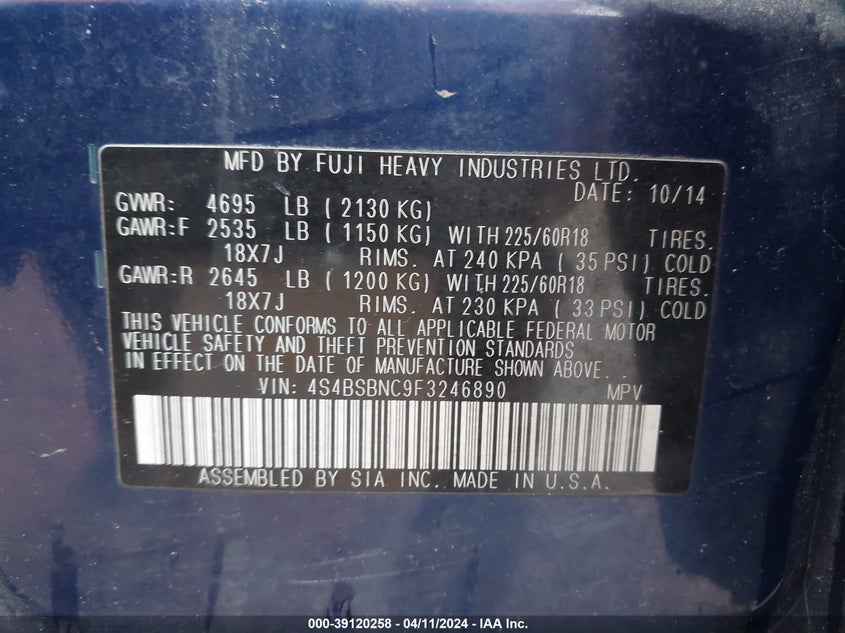 MFD BY FUJI HEAVY INDUSTRIES LTD.
DATE: 10/14
GVWR: 4695 LB ( 2130 KG)
GAWR:F 2535 LB ( 1150 KG) WITH 225/60R18 TIRES.
18X7J RIMS. AT 240 KPA ( 35 PSI) COLD
GAWR:R 2645 LB ( 1200 KG) WITH 225/60R18 TIRES.
18X7J RIMS. AT 230 KPA ( 33 PSI) COLD
THIS VEHICLE CONFORMS TO ALL APPLICABLE FEDERAL MOTOR
VEHICLE SAFETY AND THEFT PREVENTION STANDARDS
IN EFFECT ON THE DATE OF MANUFACTURE SHOWN ABOVE.
VIN: 4S4BSBNC9F3246890 MPV
ASSEMBLED BY SIA INC. MADE IN U.S.A.
000-39120258 - 04/11/2024 - IAA Inc.